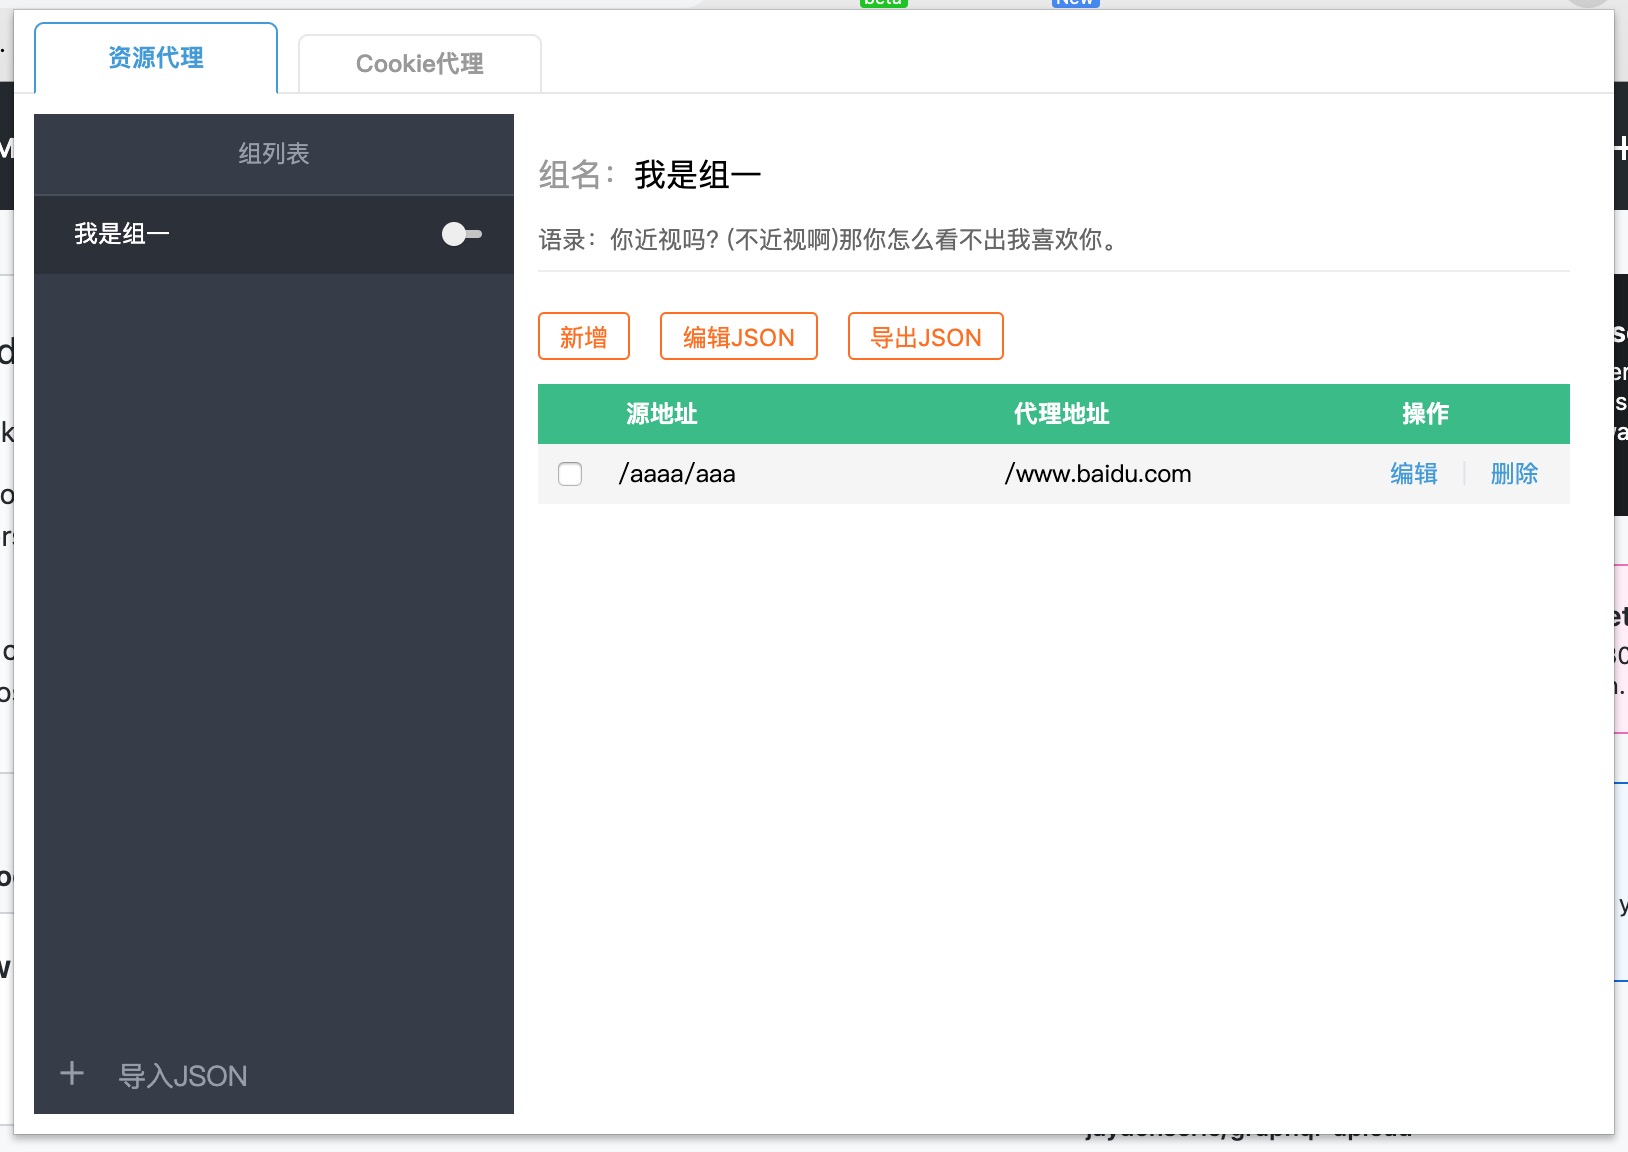 资源代理
Cookie代理
组列表
我是组一
组名：我是组一
语录：你近视吗? (不近视啊)那你怎么看不出我喜欢你。
新增 编辑JSON 导出JSON
源地址 代理地址 操作
/aaaa/aaa /www.baidu.com 编辑 删除
+ 导入JSON